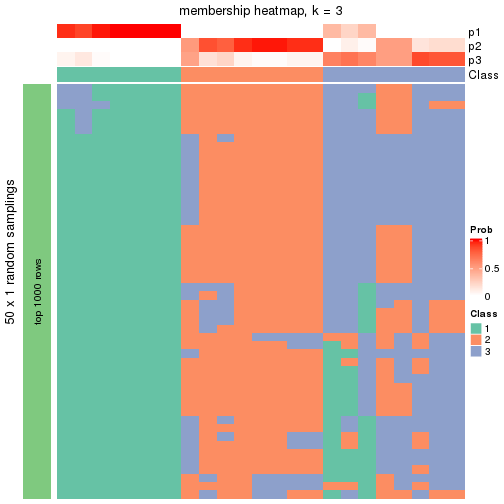 membership heatmap, k = 3
p1
p2
p3
Class
50 x 1 random samplings
top 1000 rows
Prob
1
0.5
0
Class
1
2
3